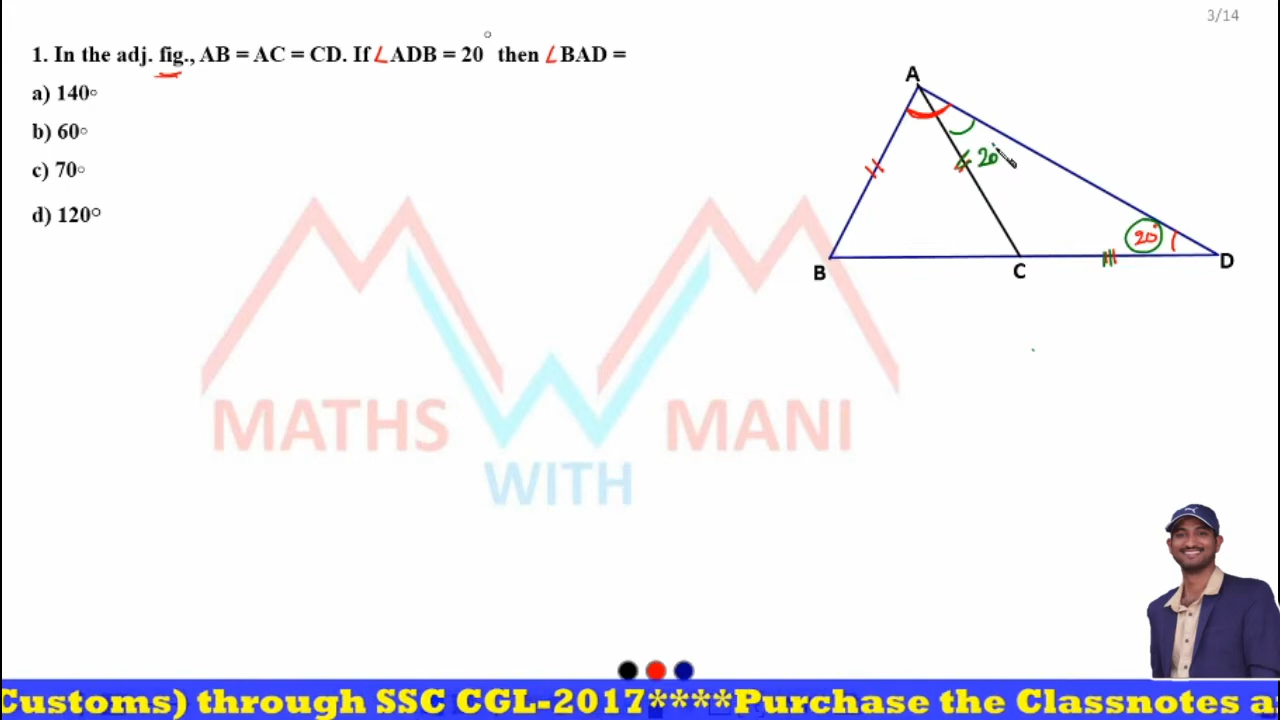 3/14
1. In the adj. fig., AB = AC = CD. If ∠ADB = 20° then ∠BAD =
a) 140°
b) 60°
c) 70°
d) 120°
A
20
20°
B
C
D
MATHS
WITH
MANI
Customs) through SSC CGL-2017****Purchase the Classnotes a